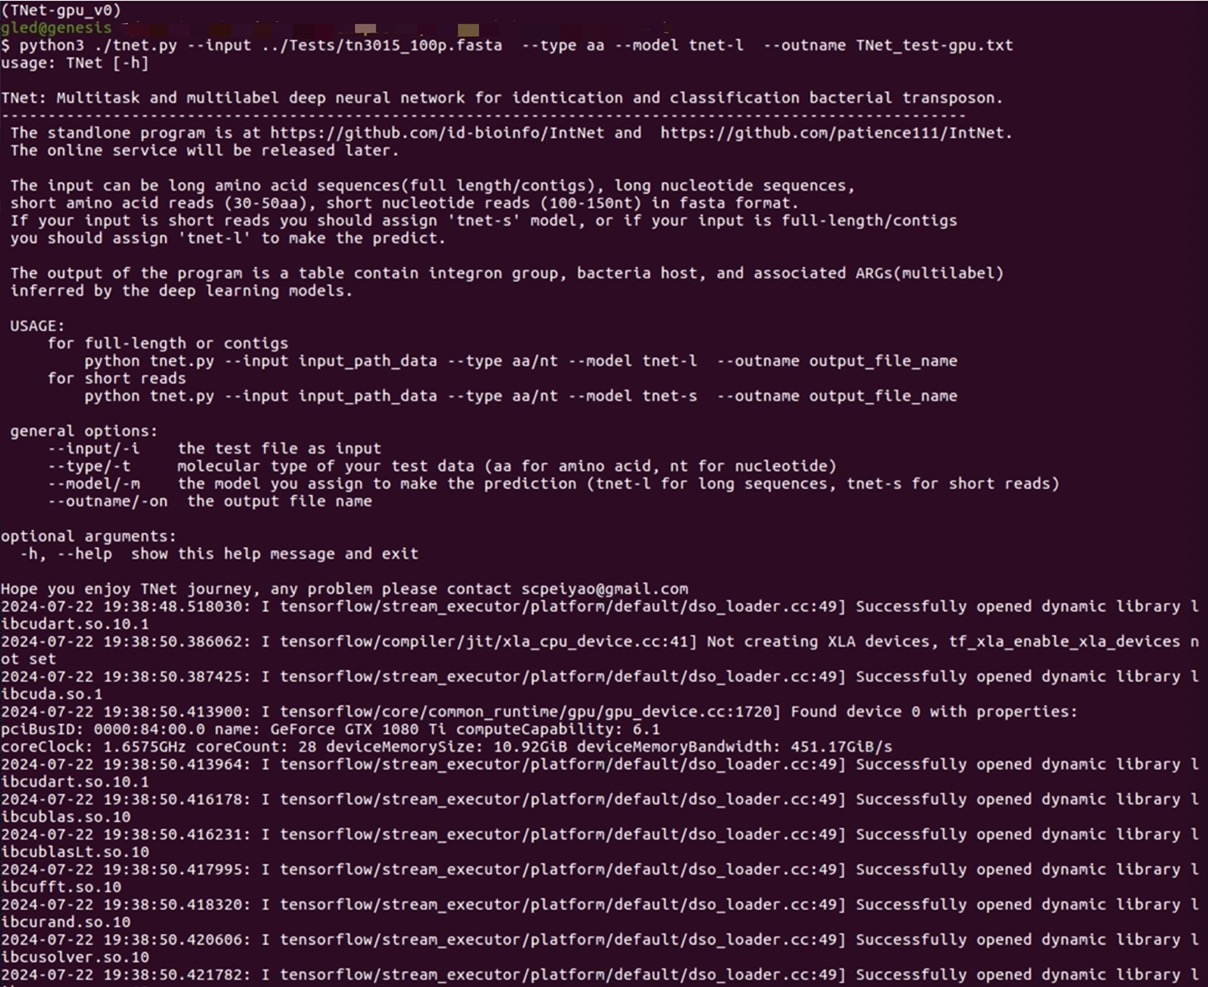 (TNet-gpu_v0)
gled@genesis
$ python3 ./tnet.py --input ../Tests/tn3015_100p.fasta  --type aa --model tnet-l  --outname TNet_test-gpu.txt
usage: TNet [-h]
TNet: Multitask and multilabel deep neural network for identication and classification bacterial transposon.
--------------------------------------------------------------------------------------------------------
The standlone program is at https://github.com/id-bioinfo/IntNet and  https://github.com/patience111/IntNet.
The online service will be released later.
The input can be long amino acid sequences(full length/contigs), long nucleotide sequences,
short amino acid reads (30-50aa), short nucleotide reads (100-150nt) in fasta format.
If your input is short reads you should assign 'tnet-s' model, or if your input is full-length/contigs
you should assign 'tnet-l' to make the predict.
The output of the program is a table contain integron group, bacteria host, and associated ARGs(multilabel)
inferred by the deep learning models.
USAGE:
for full-length or contigs
python tnet.py --input input_path_data --type aa/nt --model tnet-l  --outname output_file_name
for short reads
python tnet.py --input input_path_data --type aa/nt --model tnet-s  --outname output_file_name
general options:
--input/-i    the test file as input
--type/-t     molecular type of your test data (aa for amino acid, nt for nucleotide)
--model/-m    the model you assign to make the prediction (tnet-l for long sequences, tnet-s for short reads)
--outname/-on  the output file name
optional arguments:
-h, --help  show this help message and exit
Hope you enjoy TNet journey, any problem please contact scpeiyao@gmail.com
2024-07-22 19:38:48.518030: I tensorflow/stream_executor/platform/default/dso_loader.cc:49] Successfully opened dynamic library l
ibcudart.so.10.1
2024-07-22 19:38:50.386062: I tensorflow/compiler/jit/xla_cpu_device.cc:41] Not creating XLA devices, tf_xla_enable_xla_devices n
ot set
2024-07-22 19:38:50.387425: I tensorflow/stream_executor/platform/default/dso_loader.cc:49] Successfully opened dynamic library l
ibcuda.so.1
2024-07-22 19:38:50.413900: I tensorflow/core/common_runtime/gpu/gpu_device.cc:1720] Found device 0 with properties:
pciBusID: 0000:84:00.0 name: GeForce GTX 1080 Ti computeCapability: 6.1
coreClock: 1.6575GHz coreCount: 28 deviceMemorySize: 10.92GiB deviceMemoryBandwidth: 451.17GiB/s
2024-07-22 19:38:50.413964: I tensorflow/stream_executor/platform/default/dso_loader.cc:49] Successfully opened dynamic library l
ibcudart.so.10.1
2024-07-22 19:38:50.416178: I tensorflow/stream_executor/platform/default/dso_loader.cc:49] Successfully opened dynamic library l
ibcublas.so.10
2024-07-22 19:38:50.416231: I tensorflow/stream_executor/platform/default/dso_loader.cc:49] Successfully opened dynamic library l
ibcublasLt.so.10
2024-07-22 19:38:50.417995: I tensorflow/stream_executor/platform/default/dso_loader.cc:49] Successfully opened dynamic library l
ibcufft.so.10
2024-07-22 19:38:50.418320: I tensorflow/stream_executor/platform/default/dso_loader.cc:49] Successfully opened dynamic library l
ibcurand.so.10
2024-07-22 19:38:50.420606: I tensorflow/stream_executor/platform/default/dso_loader.cc:49] Successfully opened dynamic library l
ibcusolver.so.10
2024-07-22 19:38:50.421782: I tensorflow/stream_executor/platform/default/dso_loader.cc:49] Successfully opened dynamic library l